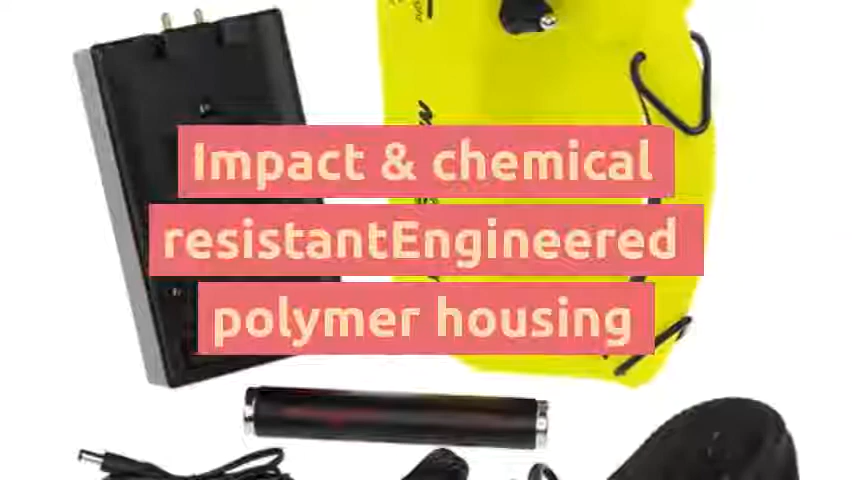 Impact & chemical
resistantEngineered
polymer housing